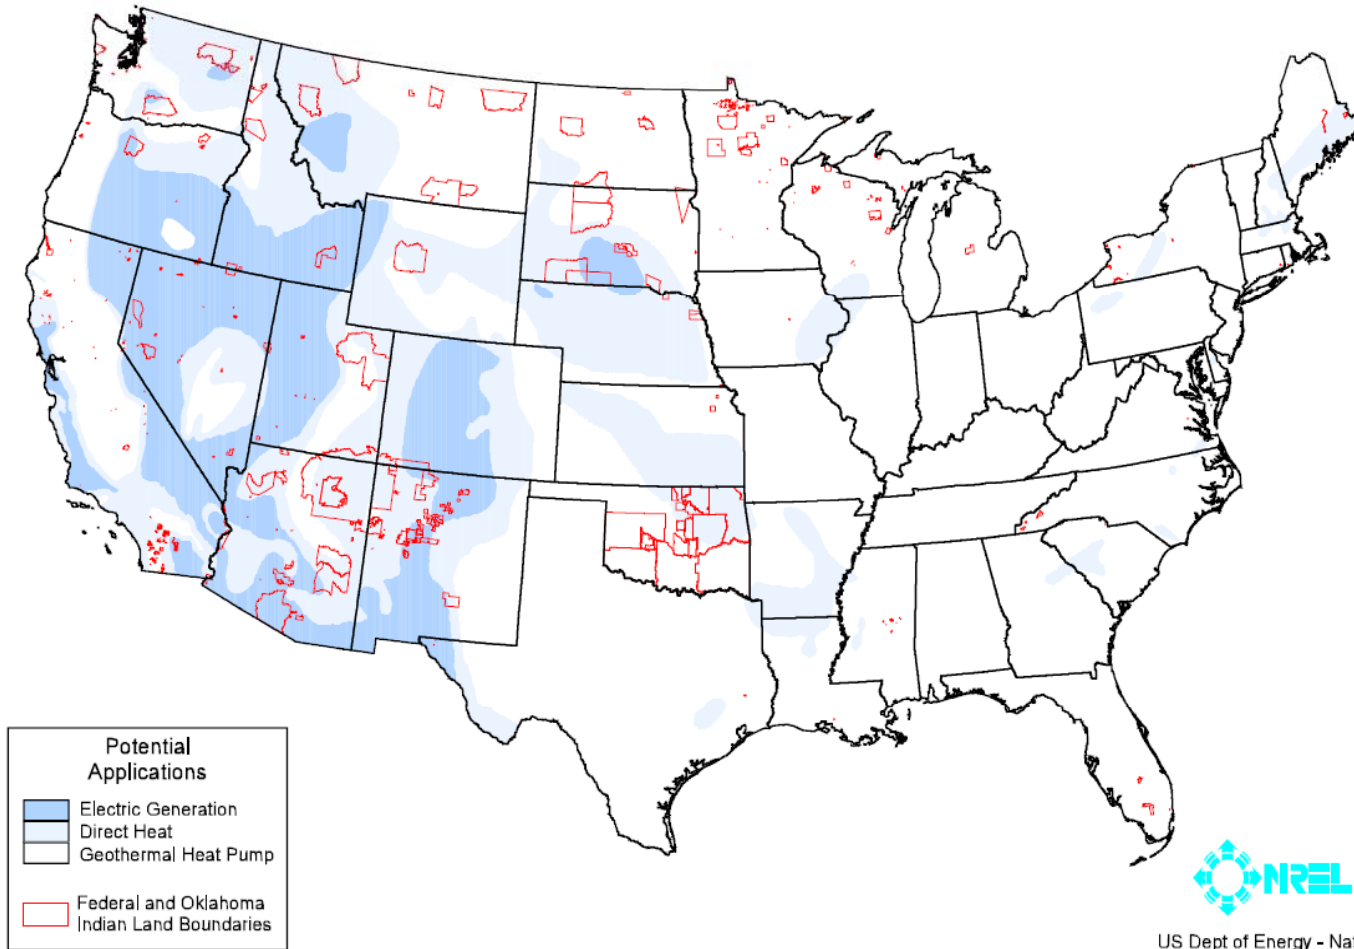 Potential
Applications
Electric Generation
Direct Heat
Geothermal Heat Pump
Federal and Oklahoma
Indian Land Boundaries
NREL
US Dept of Energy - Na